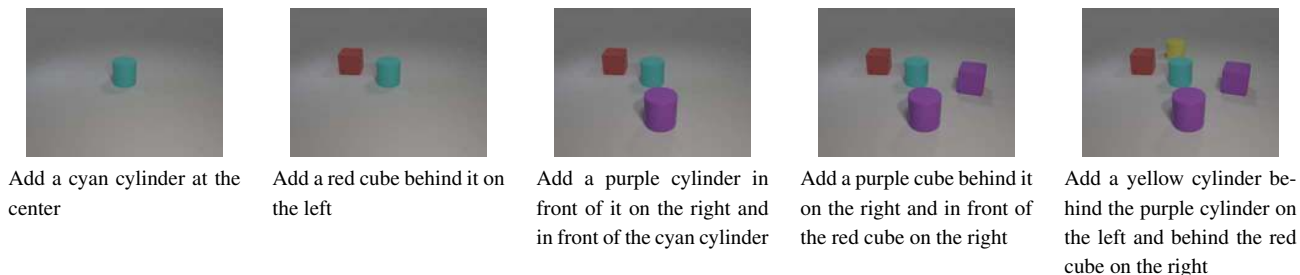 Add a cyan cylinder at the
center
Add a red cube behind it on
the left
Add a purple cylinder in
front of it on the right and
in front of the cyan cylinder
Add a purple cube behind it
on the right and in front of
the red cube on the right
Add a yellow cylinder be-
hind the purple cylinder on
the left and behind the red
cube on the right